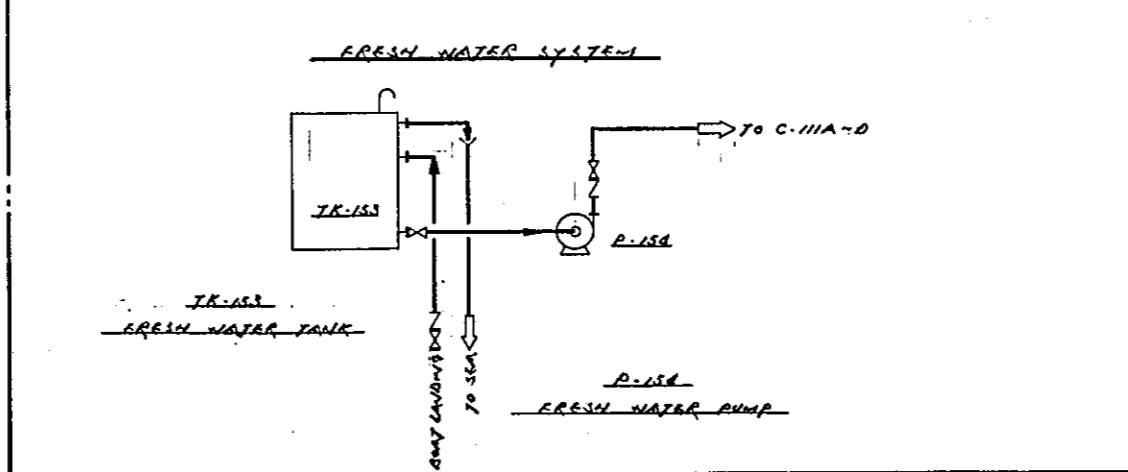 FRESH WATER SYSTEM
TO C-111A-D
TK-153
P-154
TK-153
FRESH WATER TANK
BOAT LANDING
TO SEA
P-154
FRESH WATER PUMP